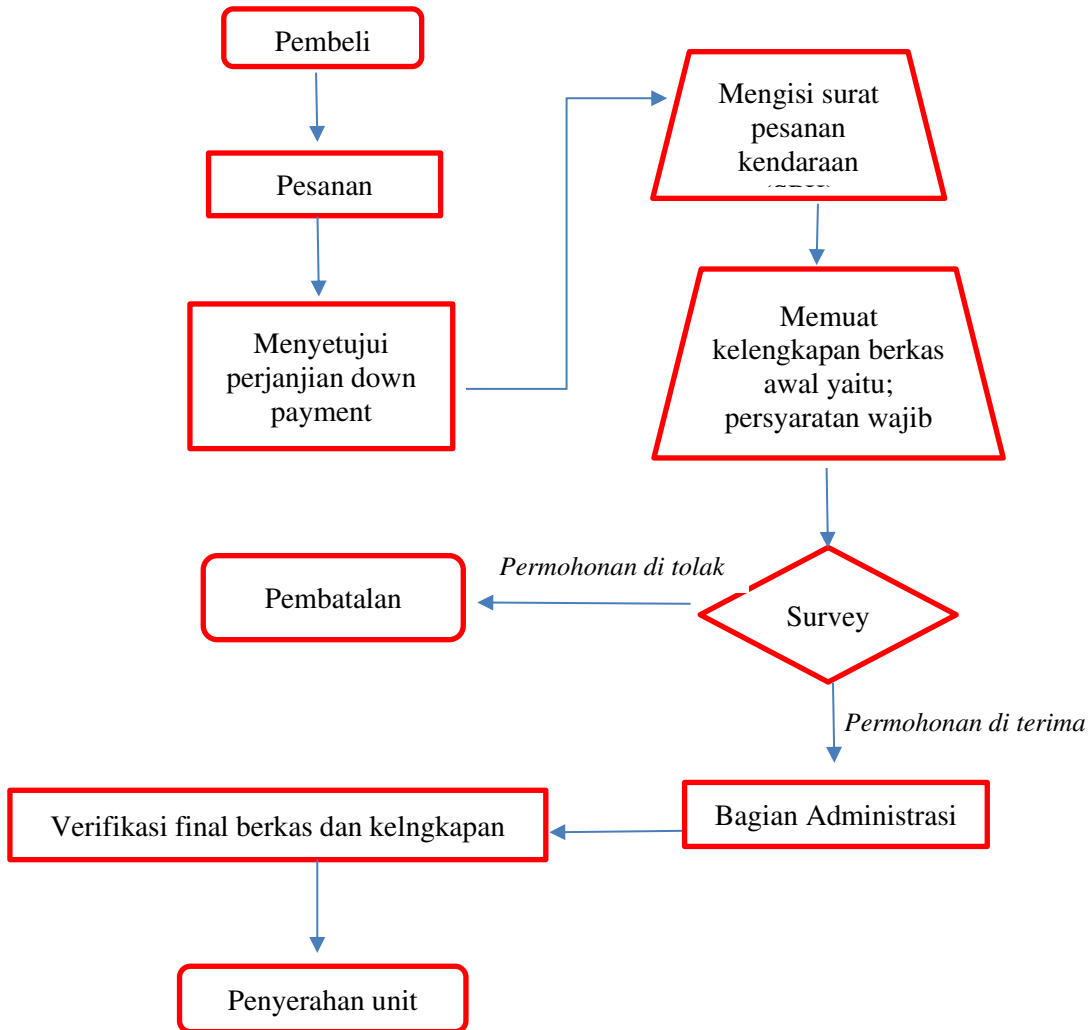 Pembeli
Pesanan
Menyetujui
perjanjian down
payment
Mengisi surat
pesanan
kendaraan
Memuat
kelengkapan berkas
awal yaitu;
persyaratan wajib
Survey
Permohonan di tolak
Pembatalan
Permohonan di terima
Bagian Administrasi
Verifikasi final berkas dan kelngkapan
Penyerahan unit